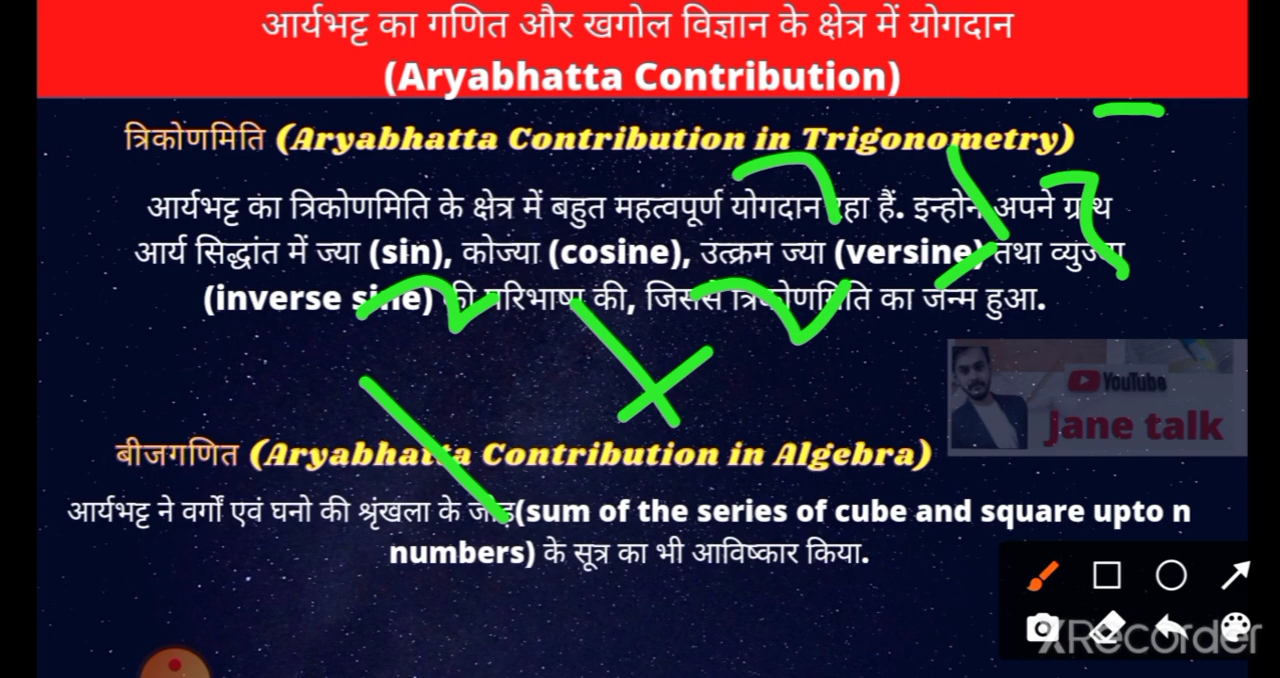 आर्यभट्ट का गणित और खगोल विज्ञान के क्षेत्र में योगदान
(Aryabhatta Contribution)
त्रिकोणमिति (Aryabhatta Contribution in Trigonometry)
आर्यभट्ट का त्रिकोणमिति के क्षेत्र में बहुत महत्वपूर्ण योगदान रहा हैं. इन्होने अपने ग्रंथ
आर्य सिद्धांत में ज्या (sin), कोज्या (cosine), उत्क्रम ज्या (versine) तथा व्युज्या
(inverse sine) की परिभाषा की, जिससे त्रिकोणमिति का जन्म हुआ.
YouTube
Jane talk
बीजगणित (Aryabhatta Contribution in Algebra)
आर्यभट्ट ने वर्गों एवं घनो की श्रृंखला के जोड़(sum of the series of cube and square upto n
numbers) के सूत्र का भी आविष्कार किया.
XRecorder